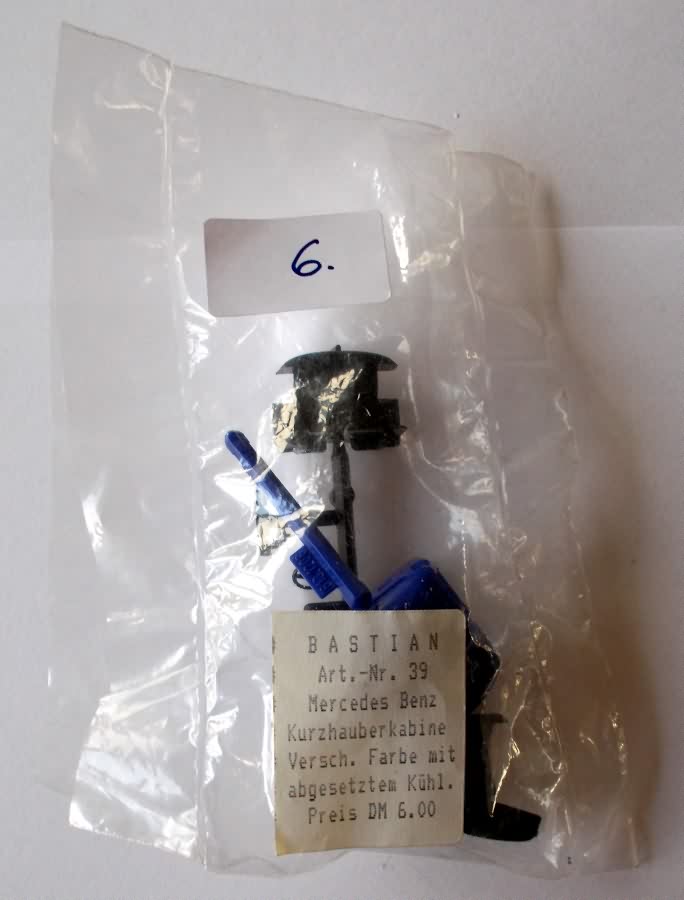 6.
BASTIAN
Art.-Nr. 39
Mercedes Benz
Kurzhauberkabine
Versch. Farbe mit
abgesetztem Kühl.
Preis DM 6.00